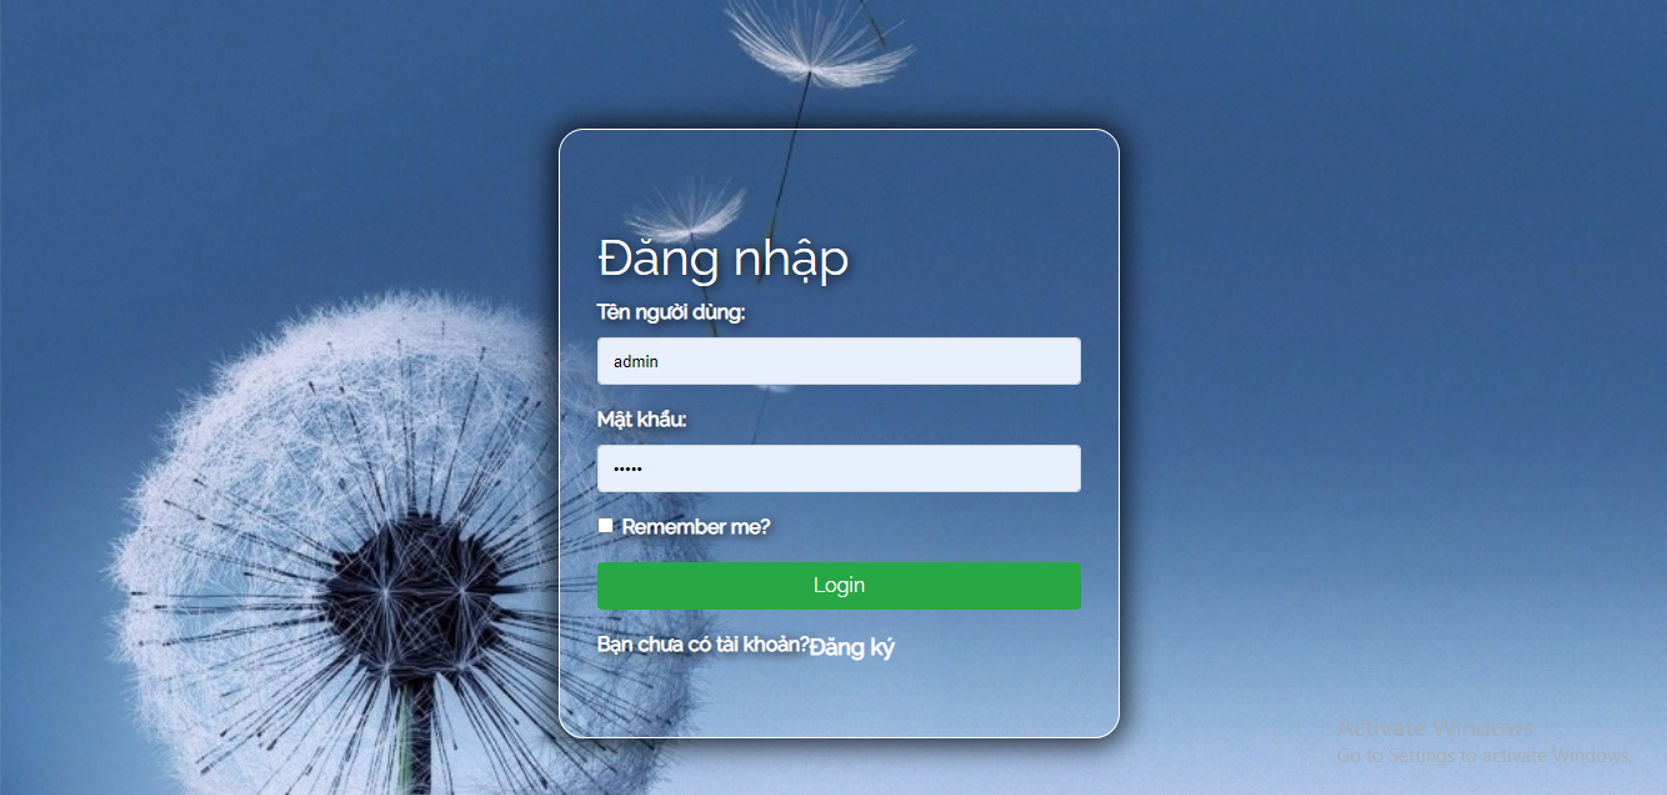 Đăng nhập
Tên người dùng:
admin
Mật khẩu:
•••••
Remember me?
Login
Bạn chưa có tài khoản?Đăng ký
Activate Windows
Go to Settings to activate Windows.